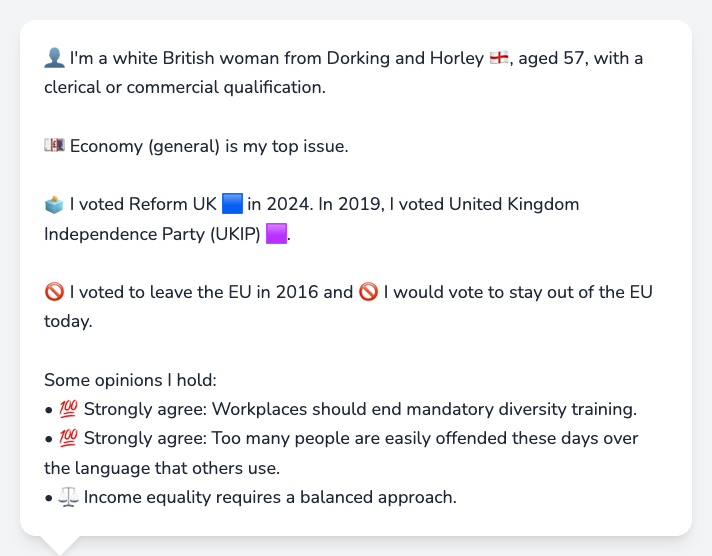 👤 I'm a white British woman from Dorking and Horley 🏴󠁧󠁢󠁥󠁮󠁧󠁿, aged 57, with a
clerical or commercial qualification.
💷 Economy (general) is my top issue.
🗳️ I voted Reform UK 🟦 in 2024. In 2019, I voted United Kingdom
Independence Party (UKIP) 🟪.
🚫 I voted to leave the EU in 2016 and 🚫 I would vote to stay out of the EU
today.
Some opinions I hold:
• 💯 Strongly agree: Workplaces should end mandatory diversity training.
• 💯 Strongly agree: Too many people are easily offended these days over
the language that others use.
• ⚖️ Income equality requires a balanced approach.